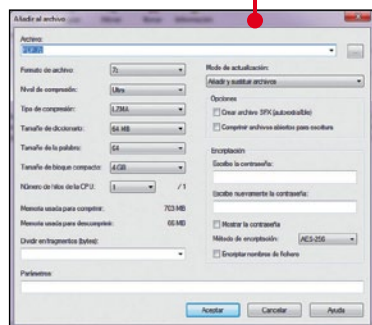 Añadir al archivo
Archivo:
...
Formato de archivo:
7z
Nivel de compresión:
Ultra
Tipo de compresión:
LZMA
Tamaño de diccionario:
64 MB
Tamaño de la palabra:
64
Tamaño de bloque compacto:
4 GB
Número de hilos de la CPU:
1
/ 1
Memoria usada para comprimir:
703 MB
Memoria usada para descomprimir:
66 MB
Dividir en fragmentos (bytes):
Parámetros:
Modo de actualización:
Añadir y sustituir archivos
Opciones
Crear archivo SFX (autoextraíble)
Comprimir archivos abiertos para escritura
Encriptación
Escriba la contraseña:
Escriba nuevamente la contraseña:
Mostrar la contraseña
Método de encriptación:
AES-256
Encriptar nombres de fichero
Aceptar
Cancelar
Ayuda